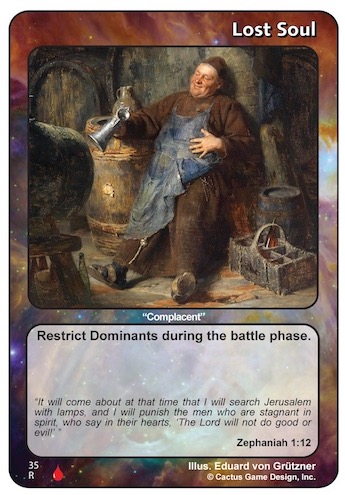 Lost Soul
“Complacent”
Restrict Dominants during the battle phase.
“It will come about at that time that I will search Jerusalem
with lamps, and I will punish the men who are stagnant in
spirit, who say in their hearts, ‘The Lord will not do good or
evil!’ ”
Zephaniah 1:12
35
R
Illus. Eduard von Grützner
© Cactus Game Design, Inc.